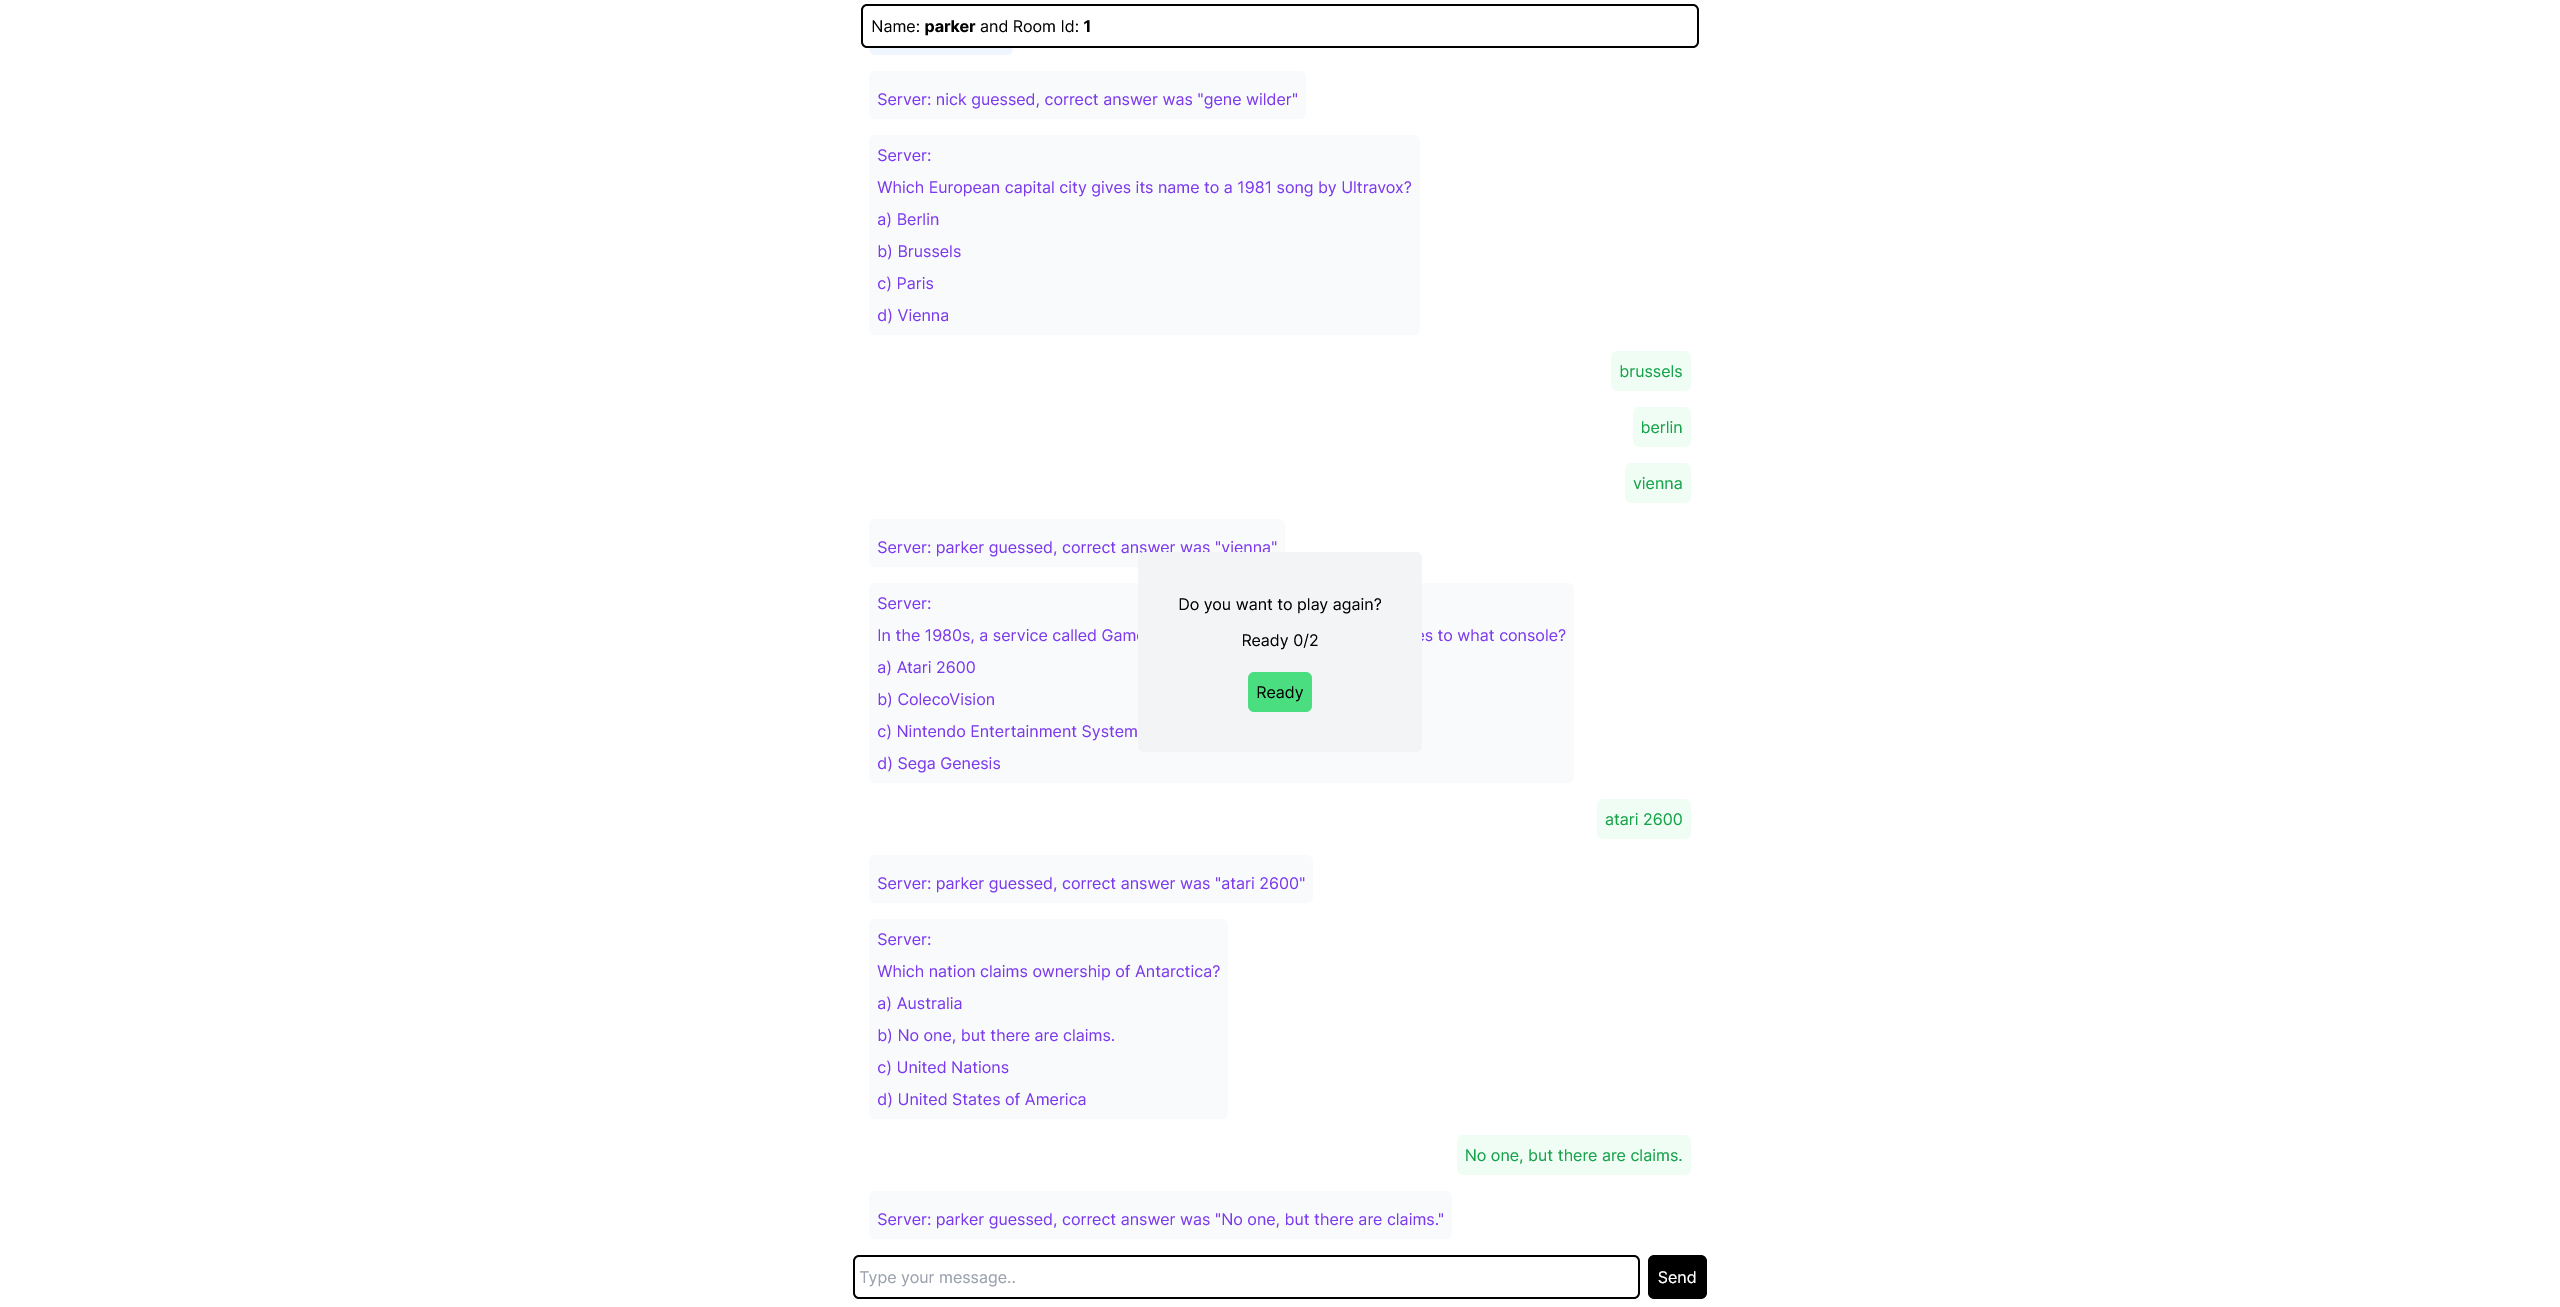 Name: parker and Room Id: 1
Server: nick guessed, correct answer was "gene wilder"
Server:
Which European capital city gives its name to a 1981 song by Ultravox?
a) Berlin
b) Brussels
c) Paris
d) Vienna
brussels
berlin
vienna
Server: parker guessed, correct answer was "vienna"
Server:
In the 1980s, a service called es to what console?
a) Atari 2600
b) ColecoVision
c) Nintendo Entertainment System
d) Sega Genesis
Do you want to play again?
Ready 0/2
Ready
atari 2600
Server: parker guessed, correct answer was "atari 2600"
Server:
Which nation claims ownership of Antarctica?
a) Australia
b) No one, but there are claims.
c) United Nations
d) United States of America
No one, but there are claims.
Server: parker guessed, correct answer was "No one, but there are claims."
Type your message..
Send